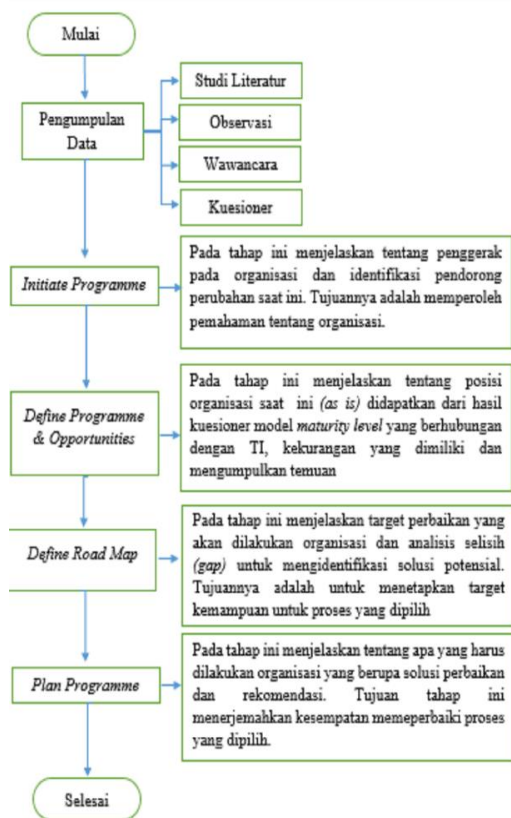 Mulai
Pengumpulan
Data
Studi Literatur
Observasi
Wawancara
Kuesioner
Initiate Programme
Pada tahap ini menjelaskan tentang penggerak
pada organisasi dan identifikasi pendorong
perubahan saat ini. Tujuannya adalah memperoleh
pemahaman tentang organisasi.
Define Programme
& Opportunities
Pada tahap ini menjelaskan tentang posisi
organisasi saat ini (as is) didapatkan dari hasil
kuesioner model maturity level yang berhubungan
dengan TI, kekurangan yang dimiliki dan
mengumpulkan temuan
Define Road Map
Pada tahap ini menjelaskan target perbaikan yang
akan dilakukan organisasi dan analisis selisih
(gap) untuk mengidentifikasi solusi potensial.
Tujuannya adalah untuk menetapkan target
kemampuan untuk proses yang dipilih
Plan Programme
Pada tahap ini menjelaskan tentang apa yang harus
dilakukan organisasi yang berupa solusi perbaikan
dan rekomendasi. Tujuan tahap ini
menerjemahkan kesempatan memeperbaiki proses
yang dipilih.
Selesai